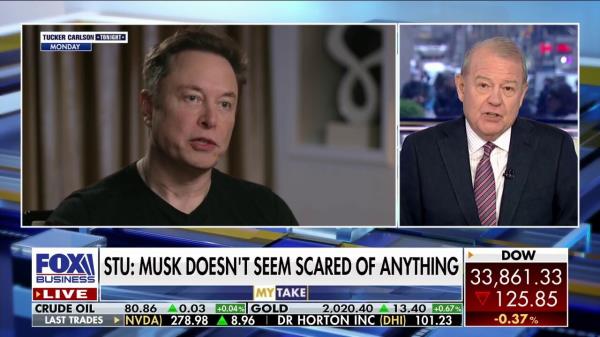 TUCKER CARLSON
TONIGHT
MONDAY
FOX
BUSINESS
LIVE
STU: MUSK DOESN'T SEEM SCARED OF ANYTHING
MY TAKE
DOW
33,861.33
▼ 125.85
-0.37 %
CRUDE OIL 80.86 ▲ 0.03 +0.04% GOLD 2,020.40 ▲ 13.40 +0.67%
LAST TRADES NVDA) 278.98 ▲ 8.96 DR HORTON INC (DHI) 101.23